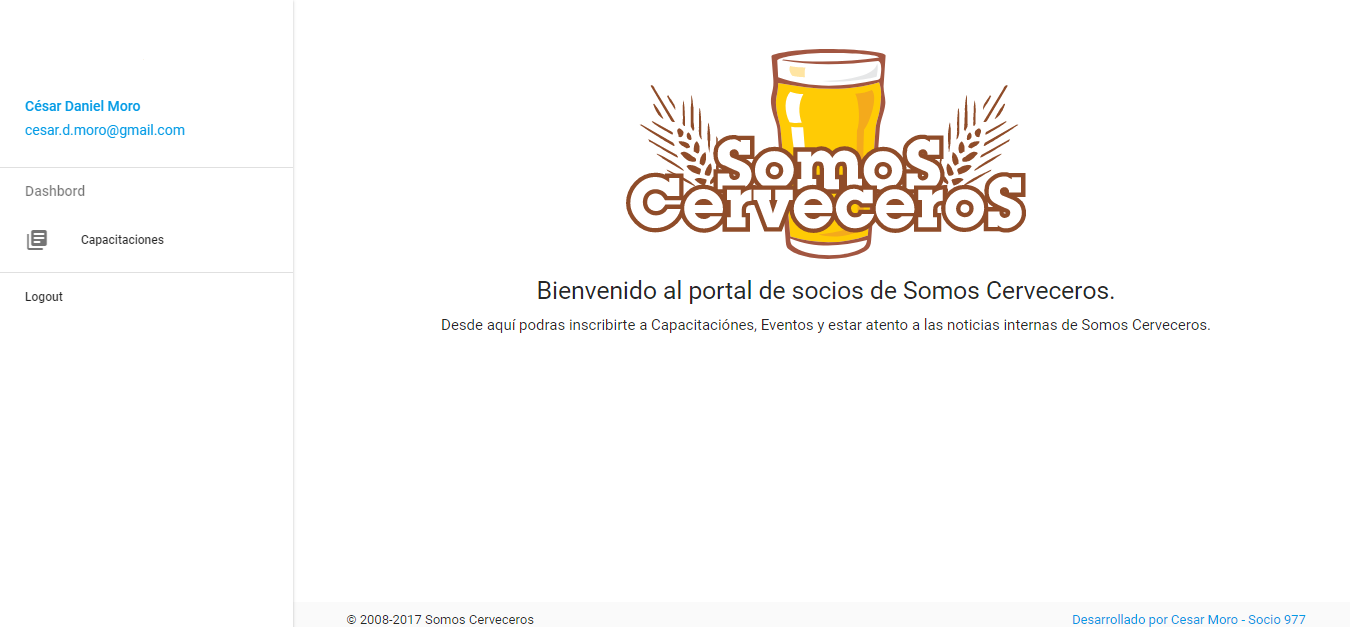 César Daniel Moro
cesar.d.moro@gmail.com
Dashbord
Capacitaciones
Logout
Somos
Cerveceros
Bienvenido al portal de socios de Somos Cerveceros.
Desde aquí podras inscribirte a Capacitaciónes, Eventos y estar atento a las noticias internas de Somos Cerveceros.
© 2008-2017 Somos Cerveceros
Desarrollado por Cesar Moro - Socio 977